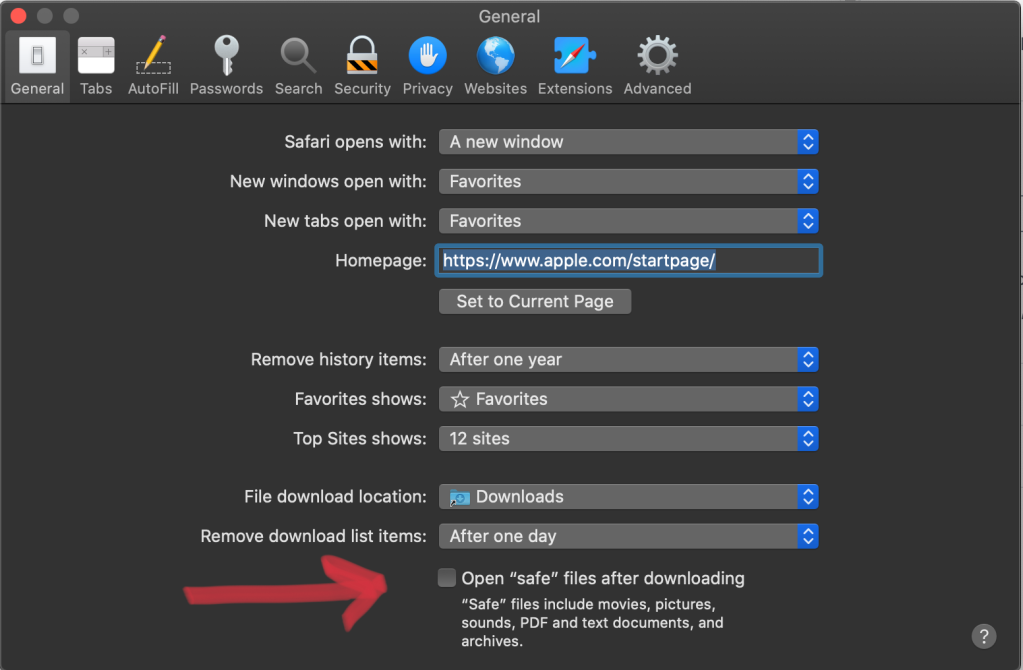 General
General Tabs AutoFill Passwords Search Security Privacy Websites Extensions Advanced
Safari opens with: A new window
New windows open with: Favorites
New tabs open with: Favorites
Homepage: https://www.apple.com/startpage/
Set to Current Page
Remove history items: After one year
Favorites shows: Favorites
Top Sites shows: 12 sites
File download location: Downloads
Remove download list items: After one day
Open “safe” files after downloading
“Safe” files include movies, pictures,
sounds, PDF and text documents, and
archives.
?